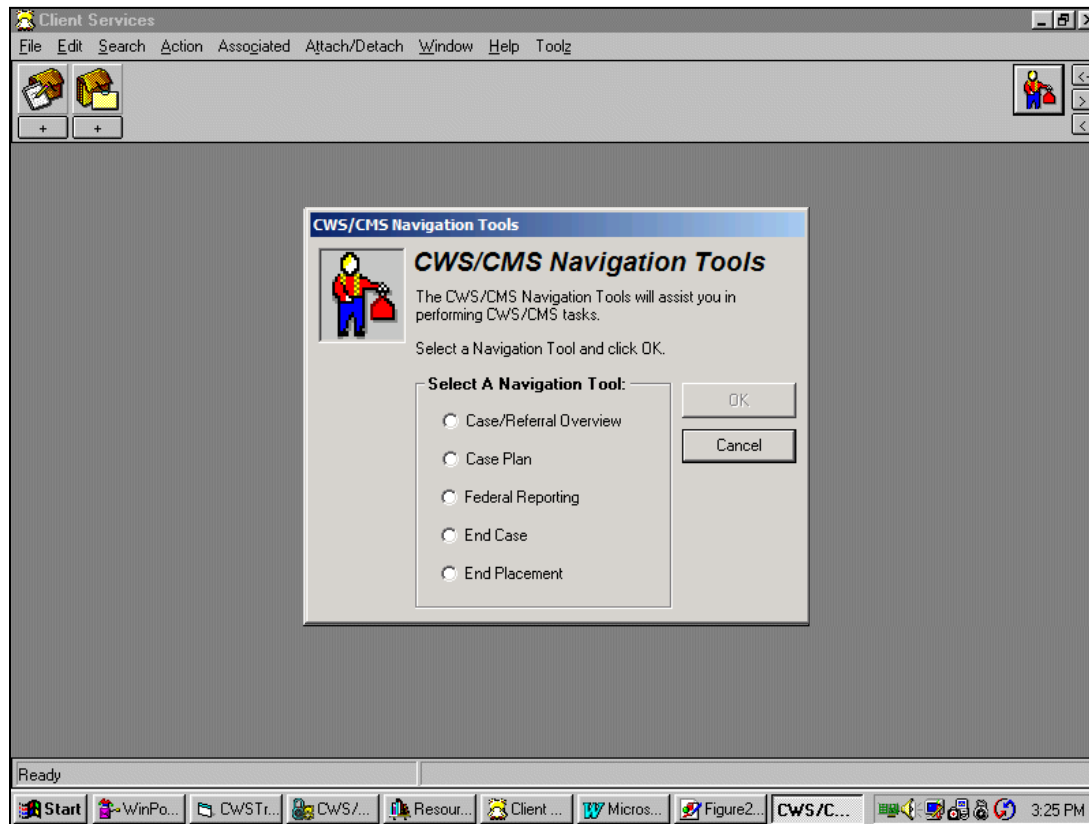 Client Services
File Edit Search Action Associated Attach/Detach Window Help Toolz
+ +
<-
>
<
CWS/CMS Navigation Tools
CWS/CMS Navigation Tools
The CWS/CMS Navigation Tools will assist you in
performing CWS/CMS tasks.
Select a Navigation Tool and click OK.
Select A Navigation Tool:
Case/Referral Overview
Case Plan
Federal Reporting
End Case
End Placement
OK
Cancel
Ready
Start WinPo... CWSTr... CWS/... Resour... Client ... Micros... Figure2... CWS/C... 3:25 PM